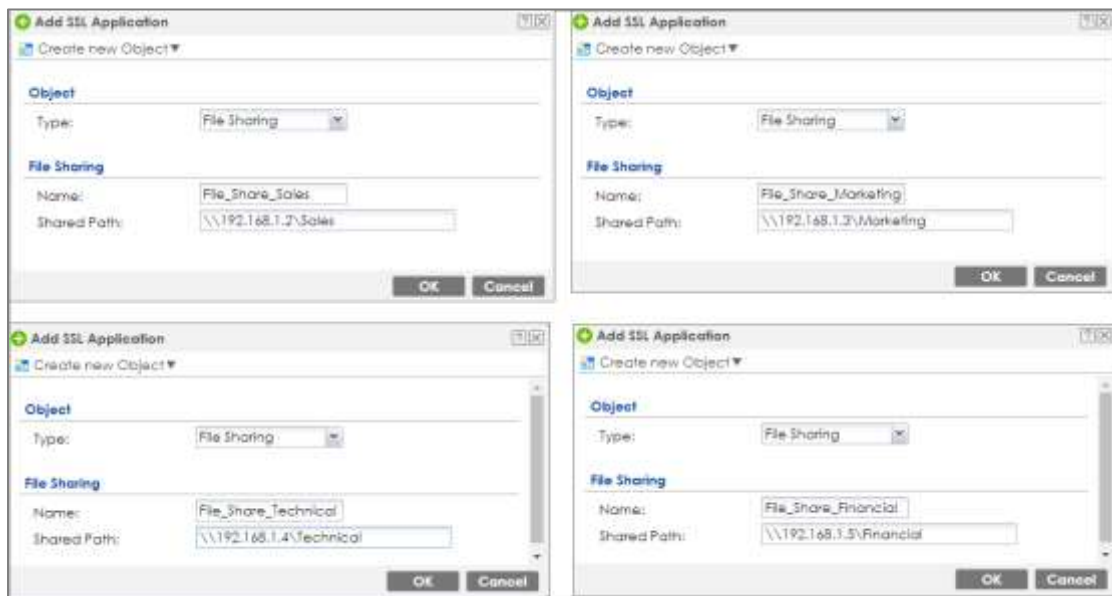 Add SSL Application
Create new Object
Object
Type: File Sharing
File Sharing
Name: File_Share_Sales
Shared Path: \\192.168.1.2\Sales
OK Cancel
Add SSL Application
Create new Object
Object
Type: File Sharing
File Sharing
Name: File_Share_Marketing
Shared Path: \\192.168.1.3\Marketing
OK Cancel
Add SSL Application
Create new Object
Object
Type: File Sharing
File Sharing
Name: File_Share_Technical
Shared Path: \\192.168.1.4\Technical
OK Cancel
Add SSL Application
Create new Object
Object
Type: File Sharing
File Sharing
Name: File_Share_Financial
Shared Path: \\192.168.1.5\Financial
OK Cancel